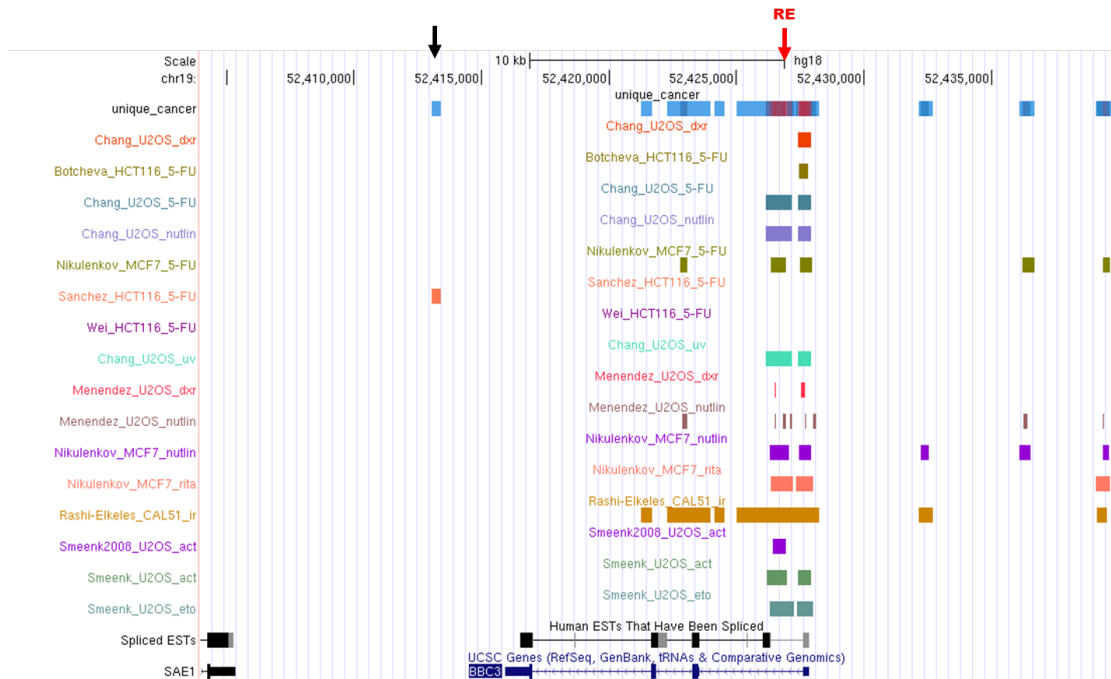 RE
Scale 10 kb hg18
chr19: 52,410,000 52,415,000 52,420,000 52,425,000 52,430,000 52,435,000
unique_cancer
unique_cancer
Chang_U2OS_dxr
Chang_U2OS_dxr
Botcheva_HCT116_5-FU
Botcheva_HCT116_5-FU
Chang_U2OS_5-FU
Chang_U2OS_5-FU
Chang_U2OS_nutlin
Chang_U2OS_nutlin
Nikulenkov_MCF7_5-FU
Nikulenkov_MCF7_5-FU
Sanchez_HCT116_5-FU
Sanchez_HCT116_5-FU
Wei_HCT116_5-FU
Wei_HCT116_5-FU
Chang_U2OS_uv
Chang_U2OS_uv
Menendez_U2OS_dxr
Menendez_U2OS_dxr
Menendez_U2OS_nutlin
Menendez_U2OS_nutlin
Nikulenkov_MCF7_nutlin
Nikulenkov_MCF7_nutlin
Nikulenkov_MCF7_rita
Nikulenkov_MCF7_rita
Rashi-Elkeles_CAL51_ir
Rashi-Elkeles_CAL51_ir
Smeenk2008_U2OS_act
Smeenk2008_U2OS_act
Smeenk_U2OS_act
Smeenk_U2OS_act
Smeenk_U2OS_eto
Smeenk_U2OS_eto
Human ESTs That Have Been Spliced
Spliced ESTs
UCSC Genes (RefSeq, GenBank, tRNAs & Comparative Genomics)
SAE1 BBC3